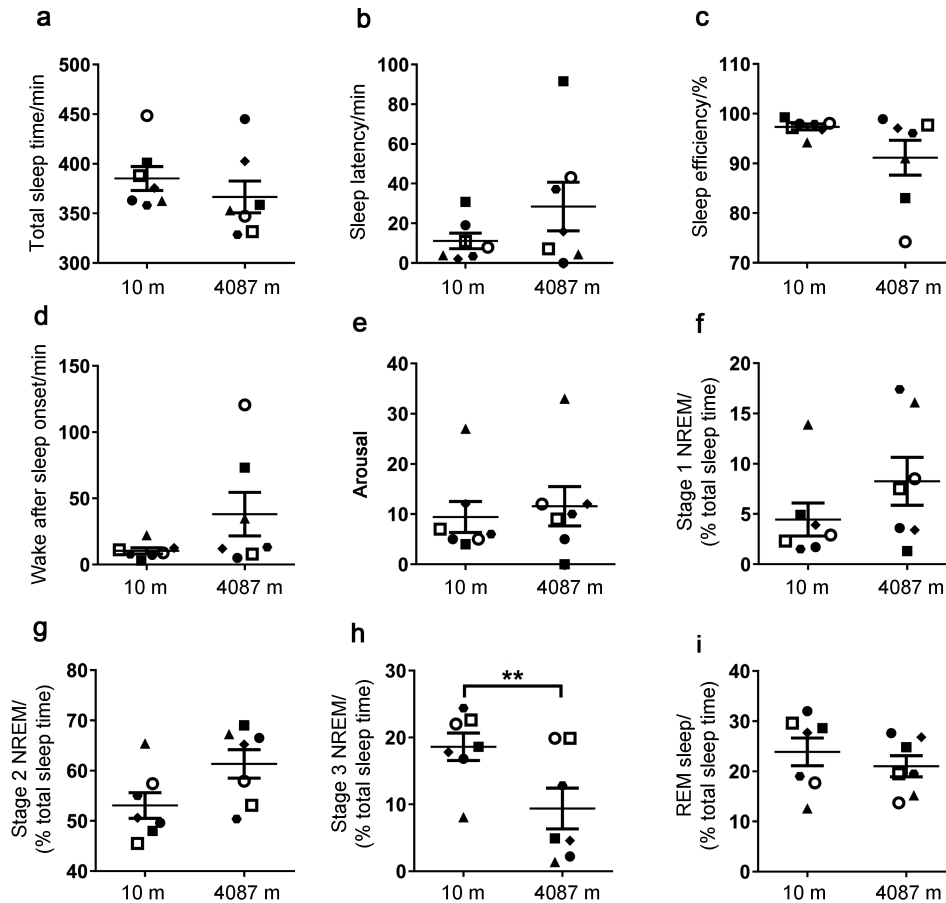 a
Total sleep time/min
500
450
400
350
300
10 m
4087 m
b
Sleep latency/min
100
80
60
40
20
0
10 m
4087 m
c
Sleep efficiency/%
110
100
90
80
70
10 m
4087 m
d
Wake after sleep onset/min
150
100
50
0
10 m
4087 m
e
Arousal
40
30
20
10
0
10 m
4087 m
f
Stage 1 NREM/
(% total sleep time)
20
15
10
5
0
10 m
4087 m
g
Stage 2 NREM/
(% total sleep time)
80
70
60
50
40
10 m
4087 m
h
Stage 3 NREM/
(% total sleep time)
30
20
10
0
**
10 m
4087 m
i
REM sleep/
(% total sleep time)
40
30
20
10
0
10 m
4087 m